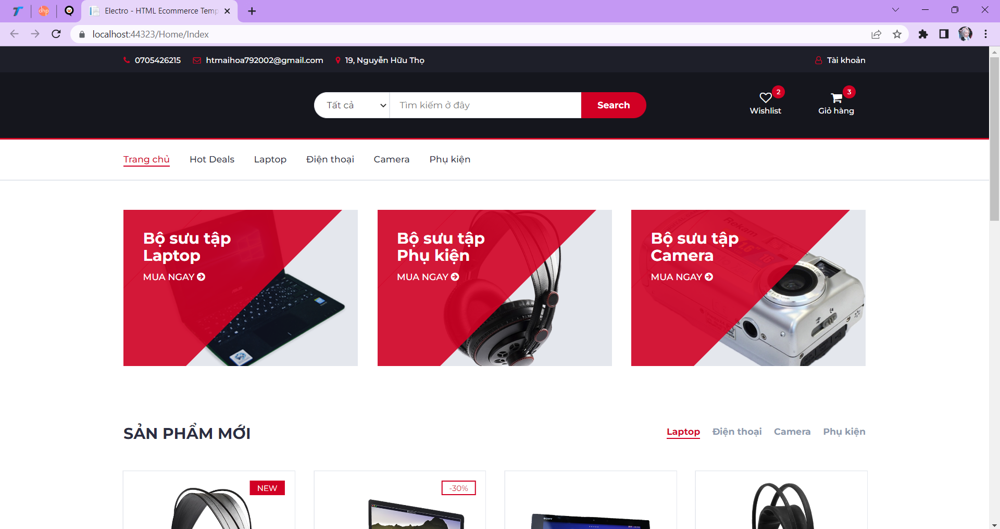 dhp
Electro - HTML Ecommerce Temp
localhost:44323/Home/Index
0705426215
htmaihoa792002@gmail.com
19, Nguyễn Hữu Thọ
Tài khoản
Tất cả
Tìm kiếm ở đây
Search
2
Wishlist
3
Giỏ hàng
Trang chủ
Hot Deals
Laptop
Điện thoại
Camera
Phụ kiện
Bộ sưu tập
Laptop
MUA NGAY
Bộ sưu tập
Phụ kiện
MUA NGAY
Bộ sưu tập
Camera
MUA NGAY
Rekam
SẢN PHẨM MỚI
Laptop
Điện thoại
Camera
Phụ kiện
NEW
-30%
SONY